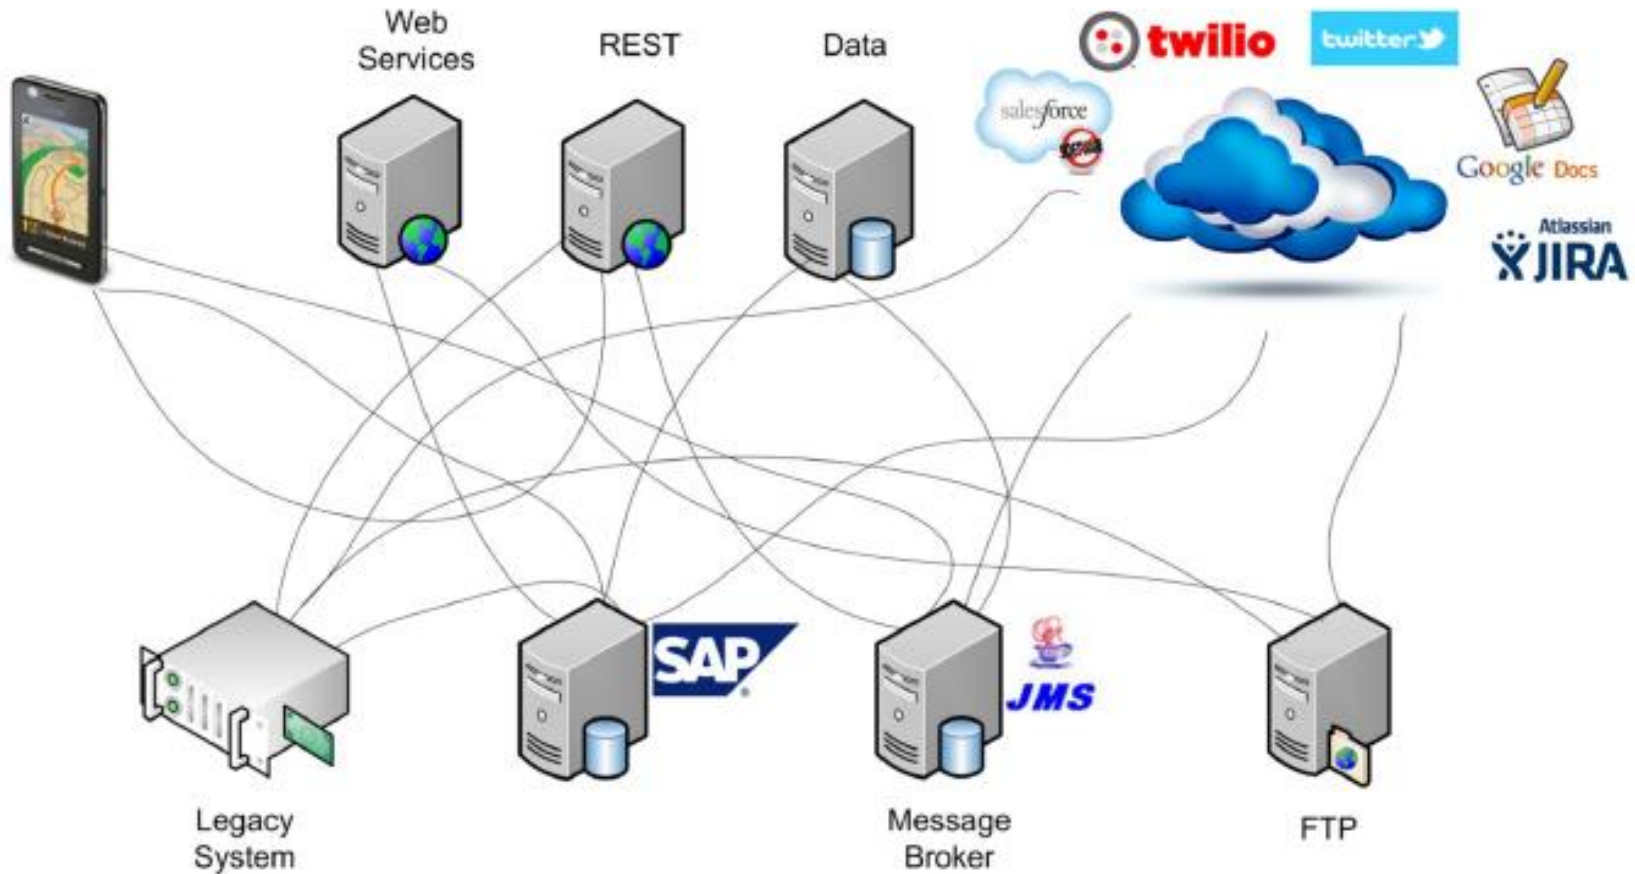 Web
Services
REST
Data
twilio
twitter
salesforce
Google Docs
Atlassian
JIRA
SAP
®
JMS
Legacy
System
Message
Broker
FTP